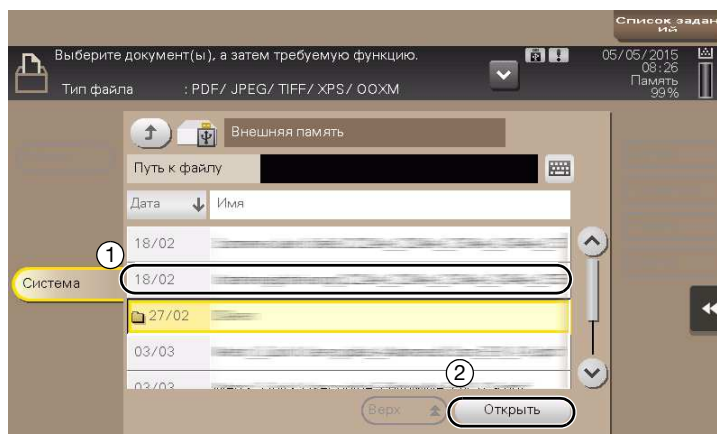 Список задан
ий
Выберите документ(ы), а затем требуемую функцию.
05/05/2015
08:26
Тип файла : PDF/ JPEG/ TIFF/ XPS/ OOXM
Память
99%
Внешняя память
Путь к файлу
Дата Имя
18/02
1
18/02
Система
27/02
03/03
2
03/03
Верх
Открыть